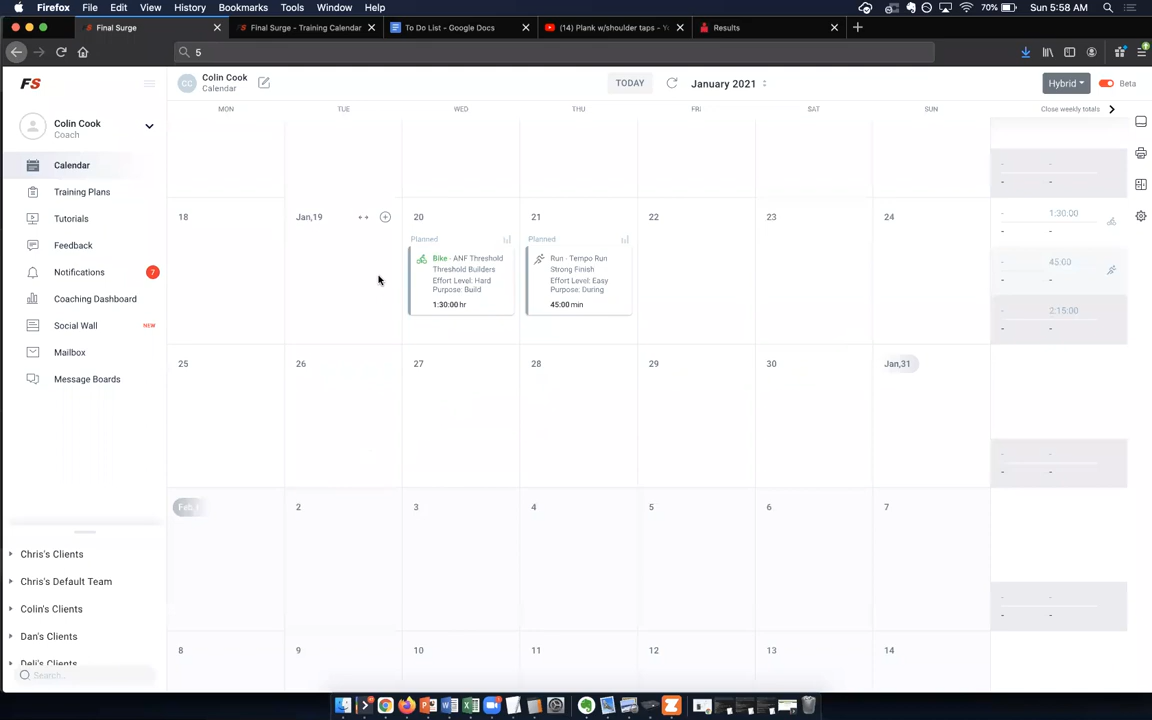 Firefox File Edit View History Bookmarks Tools Window Help 70% Sun 5:58 AM
Final Surge Final Surge - Training Calendar To Do List - Google Docs (14) Plank w/shoulder taps - Results
5
FS
CC Colin Cook Calendar TODAY January 2021 Hybrid Beta
MON TUE WED THU FRI SAT SUN Close weekly totals
Colin Cook
Coach
Calendar
Training Plans
Tutorials
Feedback
Notifications 7
Coaching Dashboard
Social Wall NEW
Mailbox
Message Boards
Chris's Clients
Chris's Default Team
Colin's Clients
Dan's Clients
Deli's Clients
Search...
- -
- -
18 Jan,19 20 21 22 23 24
Planned
Bike - ANF Threshold
Threshold Builders
Effort Level: Hard
Purpose: Build
1:30:00 hr
Planned
Run - Tempo Run
Strong Finish
Effort Level: Easy
Purpose: During
45:00 min
- 1:30:00
- -
- 45:00
- -
- 2:15:00
- -
25 26 27 28 29 30 Jan,31
- -
- -
Feb,1 2 3 4 5 6 7
- -
- -
8 9 10 11 12 13 14